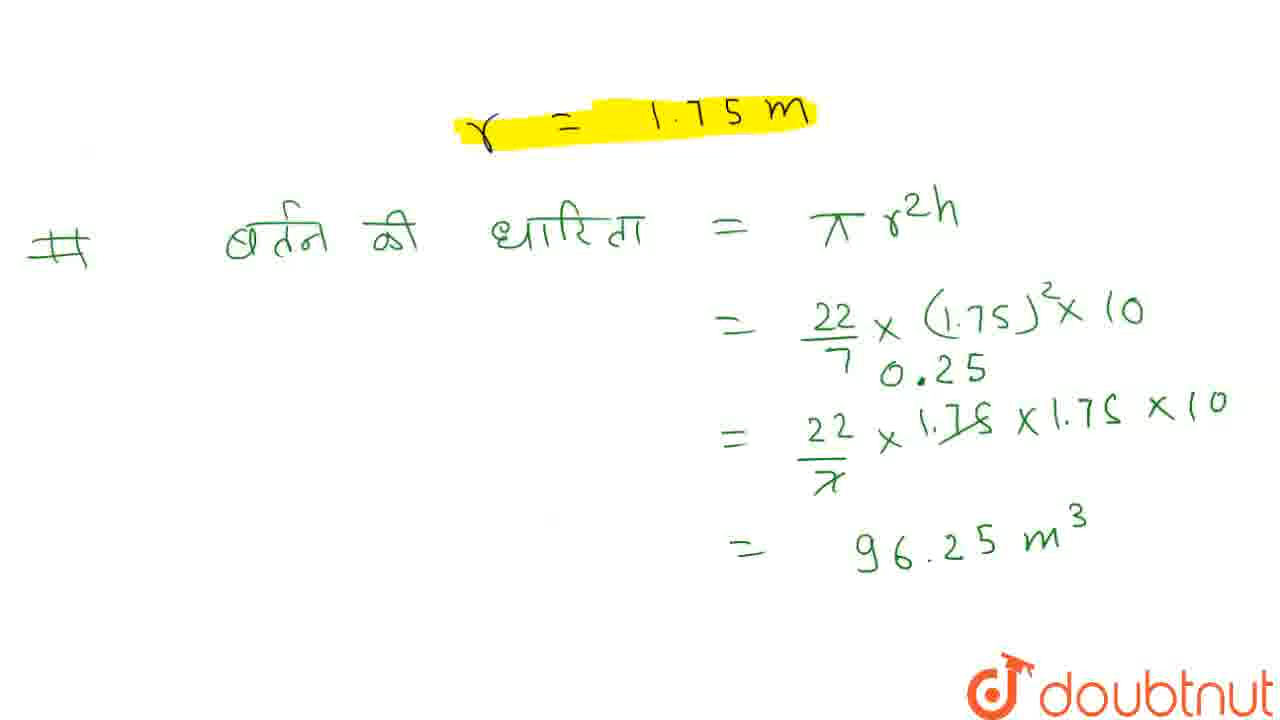 r = 1.75 m
# बर्तन की धारिता = π r²h
= 22/7 × (1.75)² × 10
0.25
= 22/7 × 1.75 × 1.75 × 10
= 96.25 m³
doubtnut